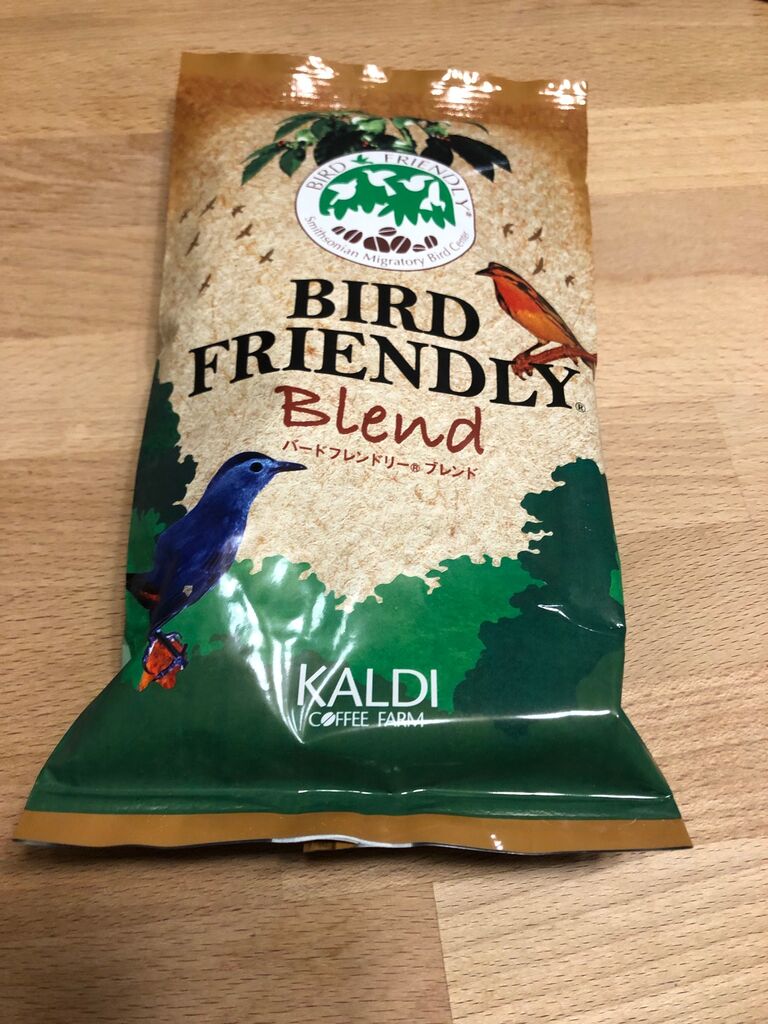 BIRD FRIENDLY®
Smithsonian Migratory Bird Center
BIRD
FRIENDLY®
Blend
バードフレンドリー® ブレンド
KALDI
COFFEE FARM